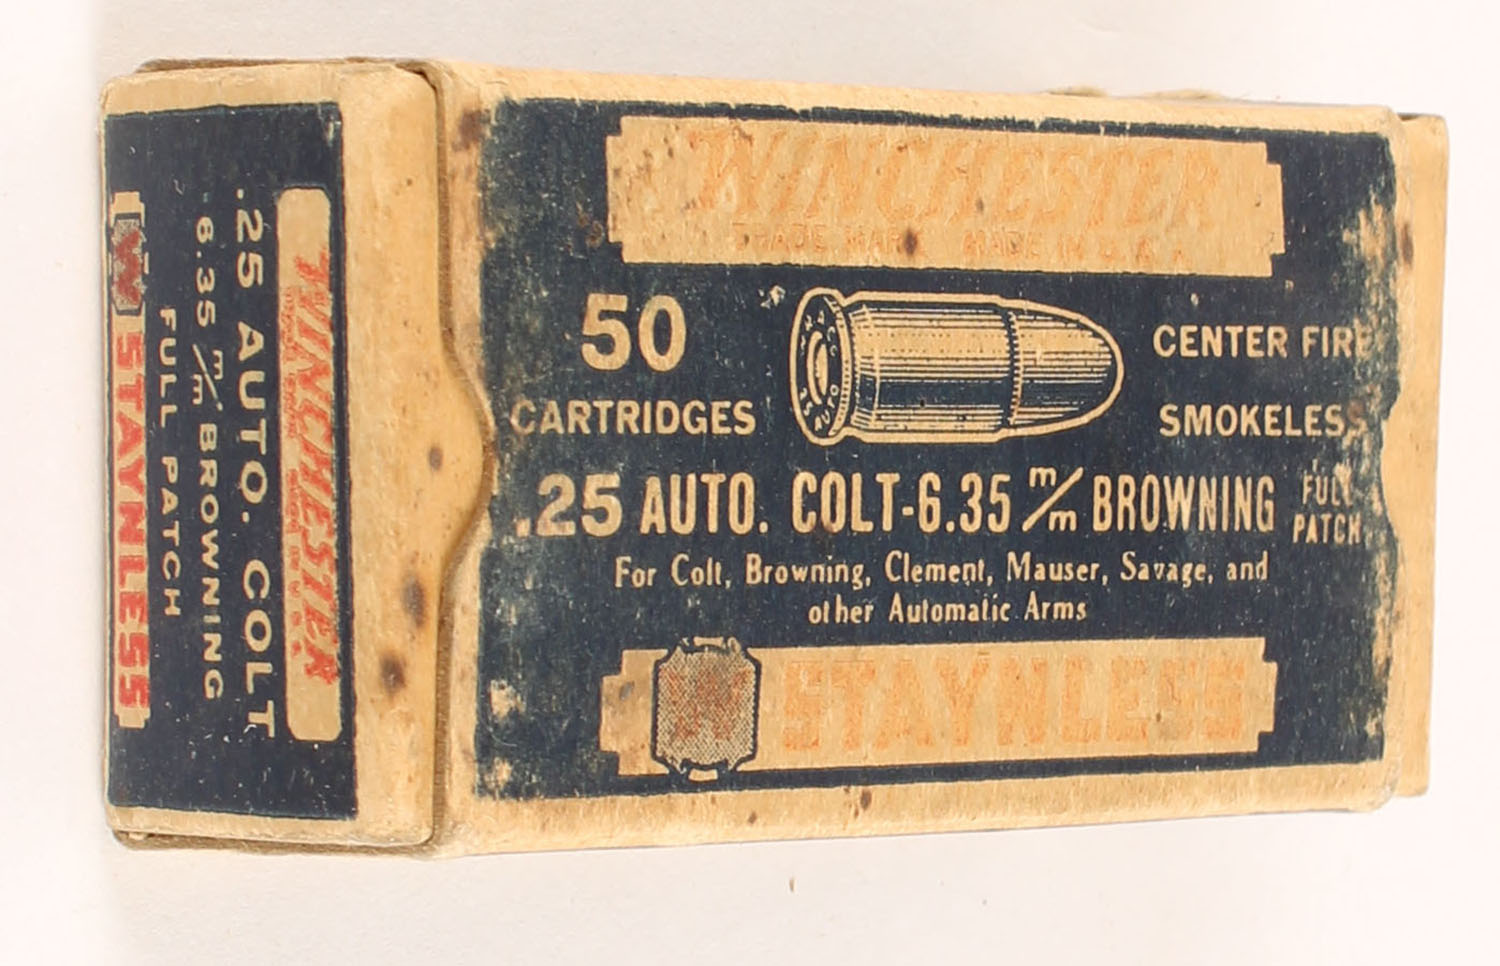 WINCHESTER
TRADE MARK MADE IN U.S.A.
50
CARTRIDGES
CENTER FIRE
SMOKELESS
.25 AUTO. COLT-6.35 m/m BROWNING
FULL
PATCH
For Colt, Browning, Clement, Mauser, Savage, and
other Automatic Arms
W STAYNLESS
WINCHESTER
.25 AUTO. COLT
6.35 m/m BROWNING
FULL PATCH
W STAYNLESS